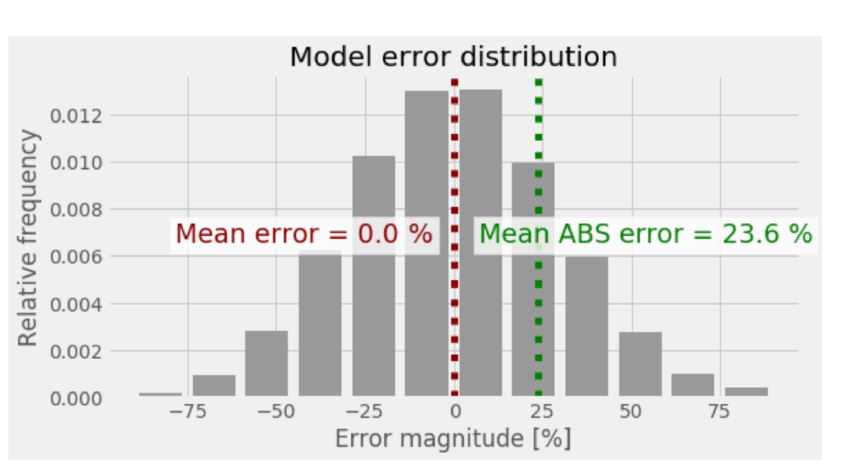 Model error distribution
Relative frequency
0.012
0.010
0.008
0.006
0.004
0.002
0.000
Mean error = 0.0 %
Mean ABS error = 23.6 %
−75
−50
−25
0
25
50
75
Error magnitude [%]